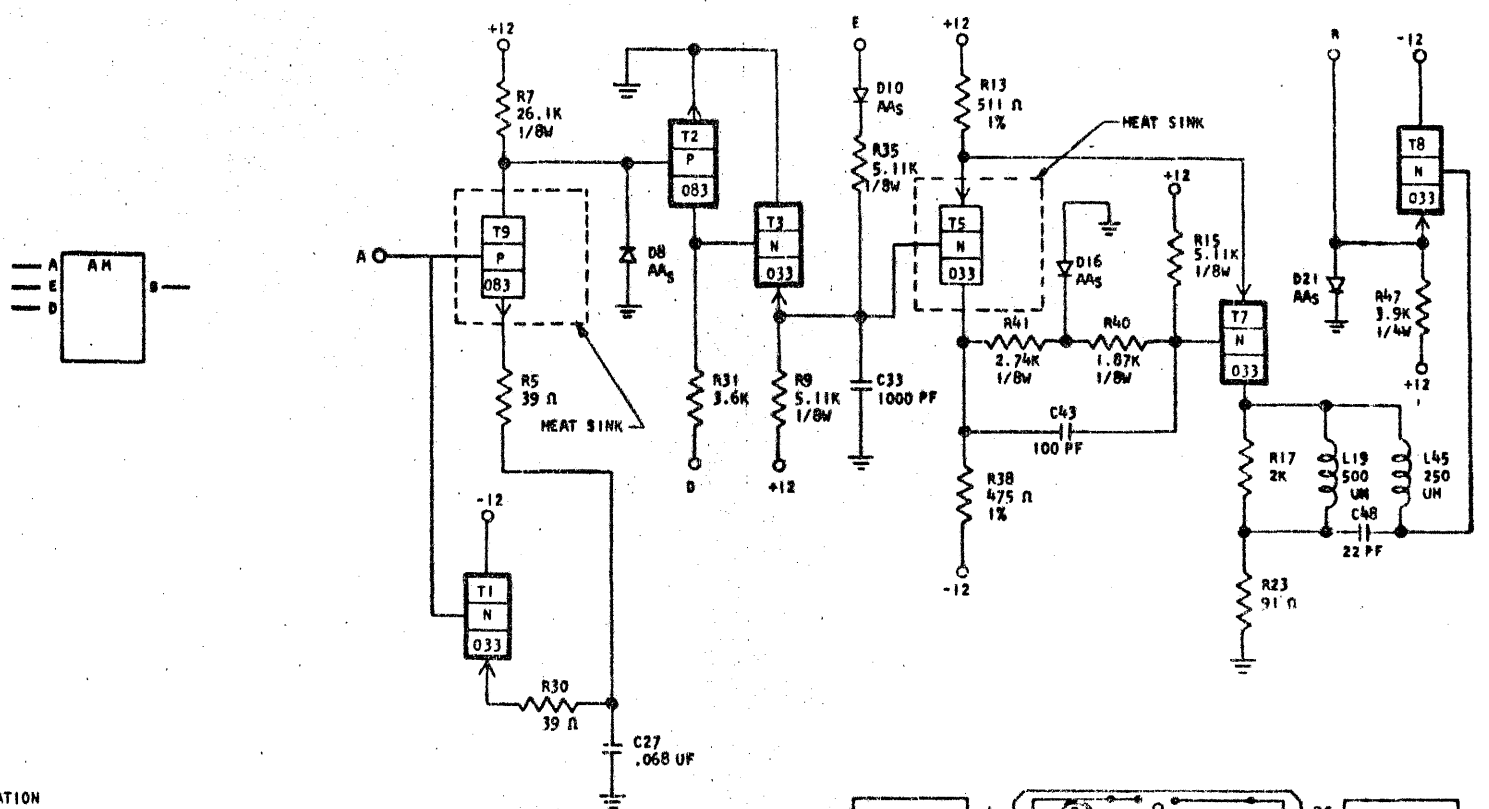 A
E
D
AM
S
A
+12
R7
26.1K
1/8W
T9
P
083
R5
39 Ω
HEAT SINK
-12
T1
N
033
R30
39 Ω
C27
.068 UF
D8
AAS
T2
P
083
T3
N
033
R31
3.6K
D
R9
5.11K
1/8W
+12
E
D10
AAS
R35
5.11K
1/8W
C33
1000 PF
+12
R13
511 Ω
1%
HEAT SINK
T5
N
033
D16
AAS
R41
2.74K
1/8W
R40
1.87K
1/8W
+12
R15
5.11K
1/8W
C43
100 PF
R38
475 Ω
1%
-12
T7
N
033
R17
2K
L19
500
UH
L45
250
UH
C48
22 PF
R23
91 Ω
R
-12
T8
N
033
D21
AAS
R47
3.9K
1/4W
+12
ATION